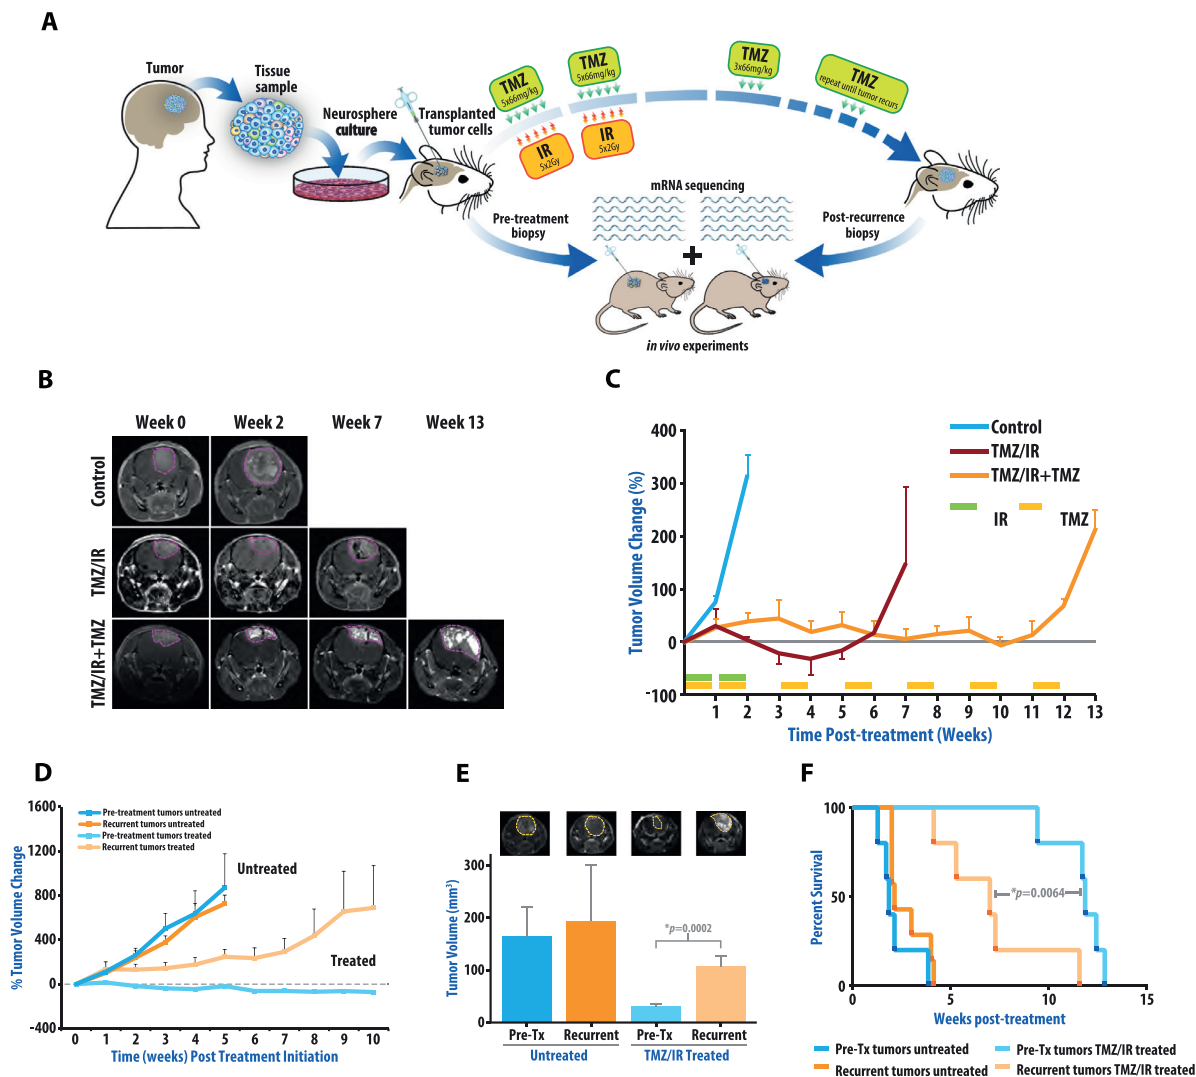 A
Tumor
Tissue
sample
Neurosphere
culture
Transplanted
tumor cells
TMZ
5x66mg/kg
TMZ
5x66mg/kg
IR
5x2Gy
IR
5x2Gy
TMZ
3x66mg/kg
TMZ
repeat until tumor recurs
mRNA sequencing
Pre-treatment
biopsy
Post-recurrence
biopsy
+
in vivo experiments
B
Week 0 Week 2 Week 7 Week 13
Control
TMZ/IR
TMZ/IR+TMZ
C
Tumor Volume Change (%)
400
300
200
100
0
-100
Control
TMZ/IR
TMZ/IR+TMZ
IR TMZ
1 2 3 4 5 6 7 8 9 10 11 12 13
Time Post-treatment (Weeks)
D
% Tumor Volume Change
1600
1200
800
400
0
-400
Pre-treatment tumors untreated
Recurrent tumors untreated
Pre-treatment tumors treated
Recurrent tumors treated
Untreated
Treated
0 1 2 3 4 5 6 7 8 9 10
Time (weeks) Post Treatment Initiation
E
Tumor Volume (mm³)
300
200
100
0
*p=0.0002
Pre-Tx Recurrent Pre-Tx Recurrent
Untreated TMZ/IR Treated
F
Percent Survival
100
50
0
*p=0.0064
0 5 10 15
Weeks post-treatment
Pre-Tx tumors untreated
Recurrent tumors untreated
Pre-Tx tumors TMZ/IR treated
Recurrent tumors TMZ/IR treated